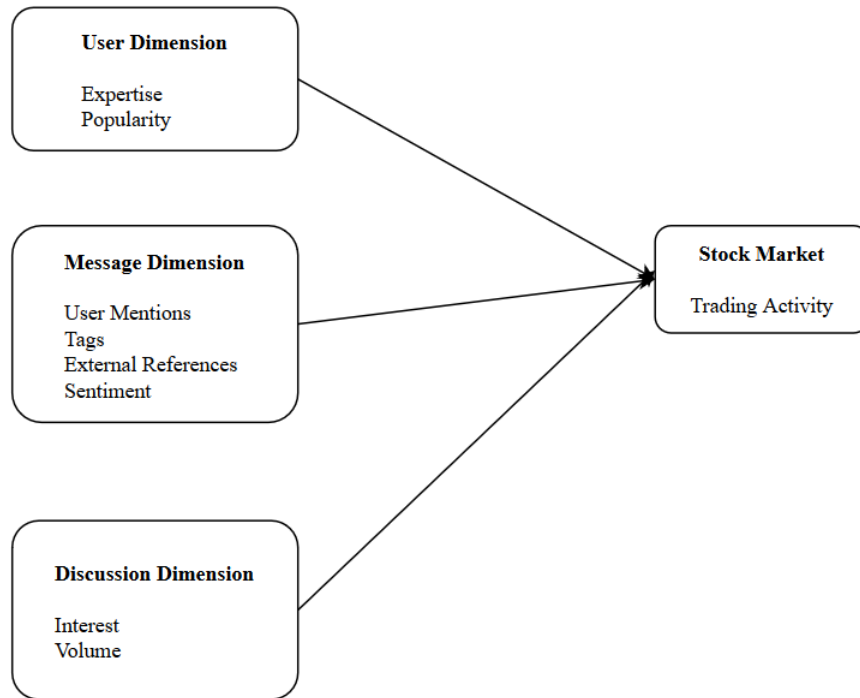 User Dimension
Expertise
Popularity
Message Dimension
User Mentions
Tags
External References
Sentiment
Stock Market
Trading Activity
Discussion Dimension
Interest
Volume